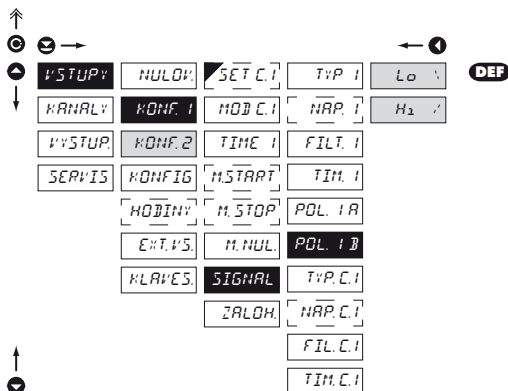 VSTUPY NULOV. SET C.1 TYP 1 Lo DEF
KANALY KONF. 1 MOD C.1 NAP. 1 Hı
VYSTUP. KONF. 2 TIME 1 FILT. 1
SERVIS KONFIG M.START TIM. 1
HODINY M. STOP POL. 1 A
EXT. VS. M. NUL. POL. 1 B
KLAVES. SIGNAL TYP. C.1
ZALOH. NAP. C.1
FIL. C.1
TIM. C.1